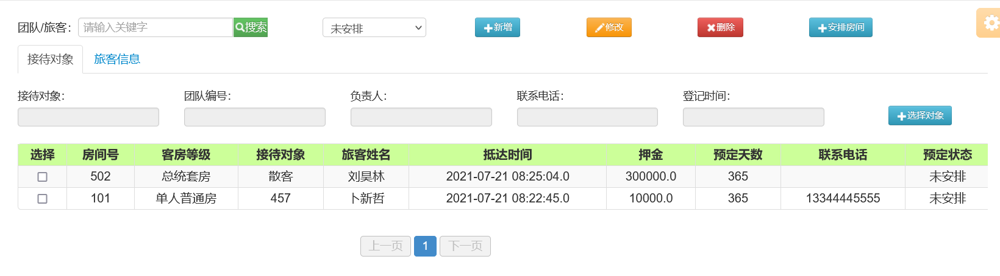 团队/旅客： 请输入关键字 搜索 未安排 新增 修改 删除 安排房间
接待对象 旅客信息
接待对象： 团队编号： 负责人： 联系电话： 登记时间：
选择对象
选择 房间号 客房等级 接待对象 旅客姓名 抵达时间 押金 预定天数 联系电话 预定状态
502 总统套房 散客 刘昊林 2021-07-21 08:25:04.0 300000.0 365 未安排
101 单人普通房 457 卜新哲 2021-07-21 08:22:45.0 10000.0 365 13344445555 未安排
上一页 1 下一页